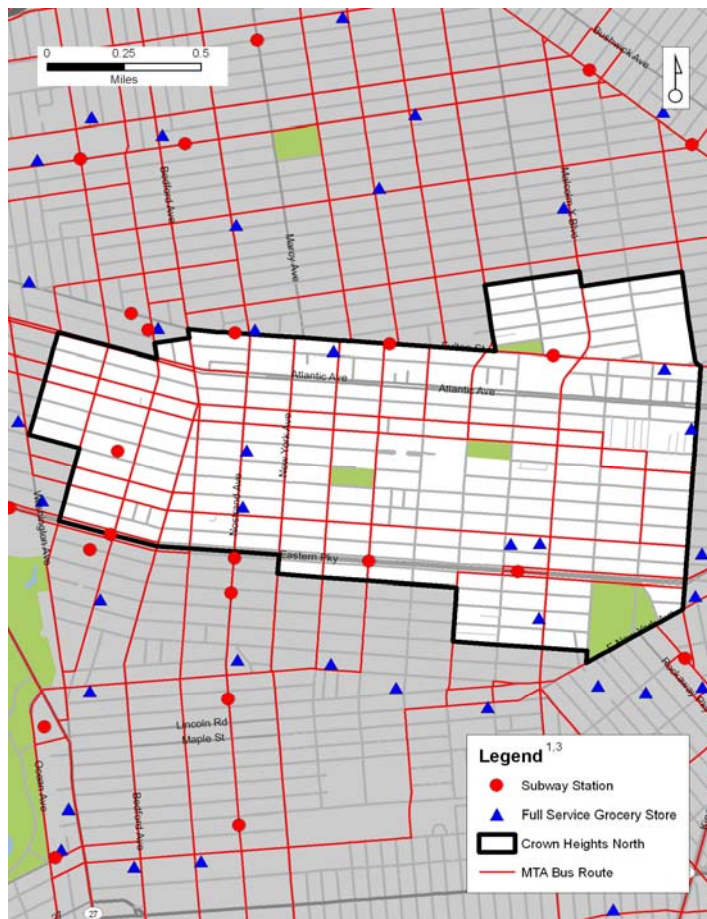 0 0.25 0.5
Miles
Bushwick Ave
Bedford Ave
Malcolm X Blvd
Marcy Ave
Fulton St
Atlantic Ave
Atlantic Ave
New York Ave
Nostrand Ave
Washington Ave
Eastern Pky
E New York Ave
Rockaway Pky
Lincoln Rd
Maple St
Ocean Ave
Bedford Ave
27
Legend 1,3
Subway Station
Full Service Grocery Store
Crown Heights North
MTA Bus Route